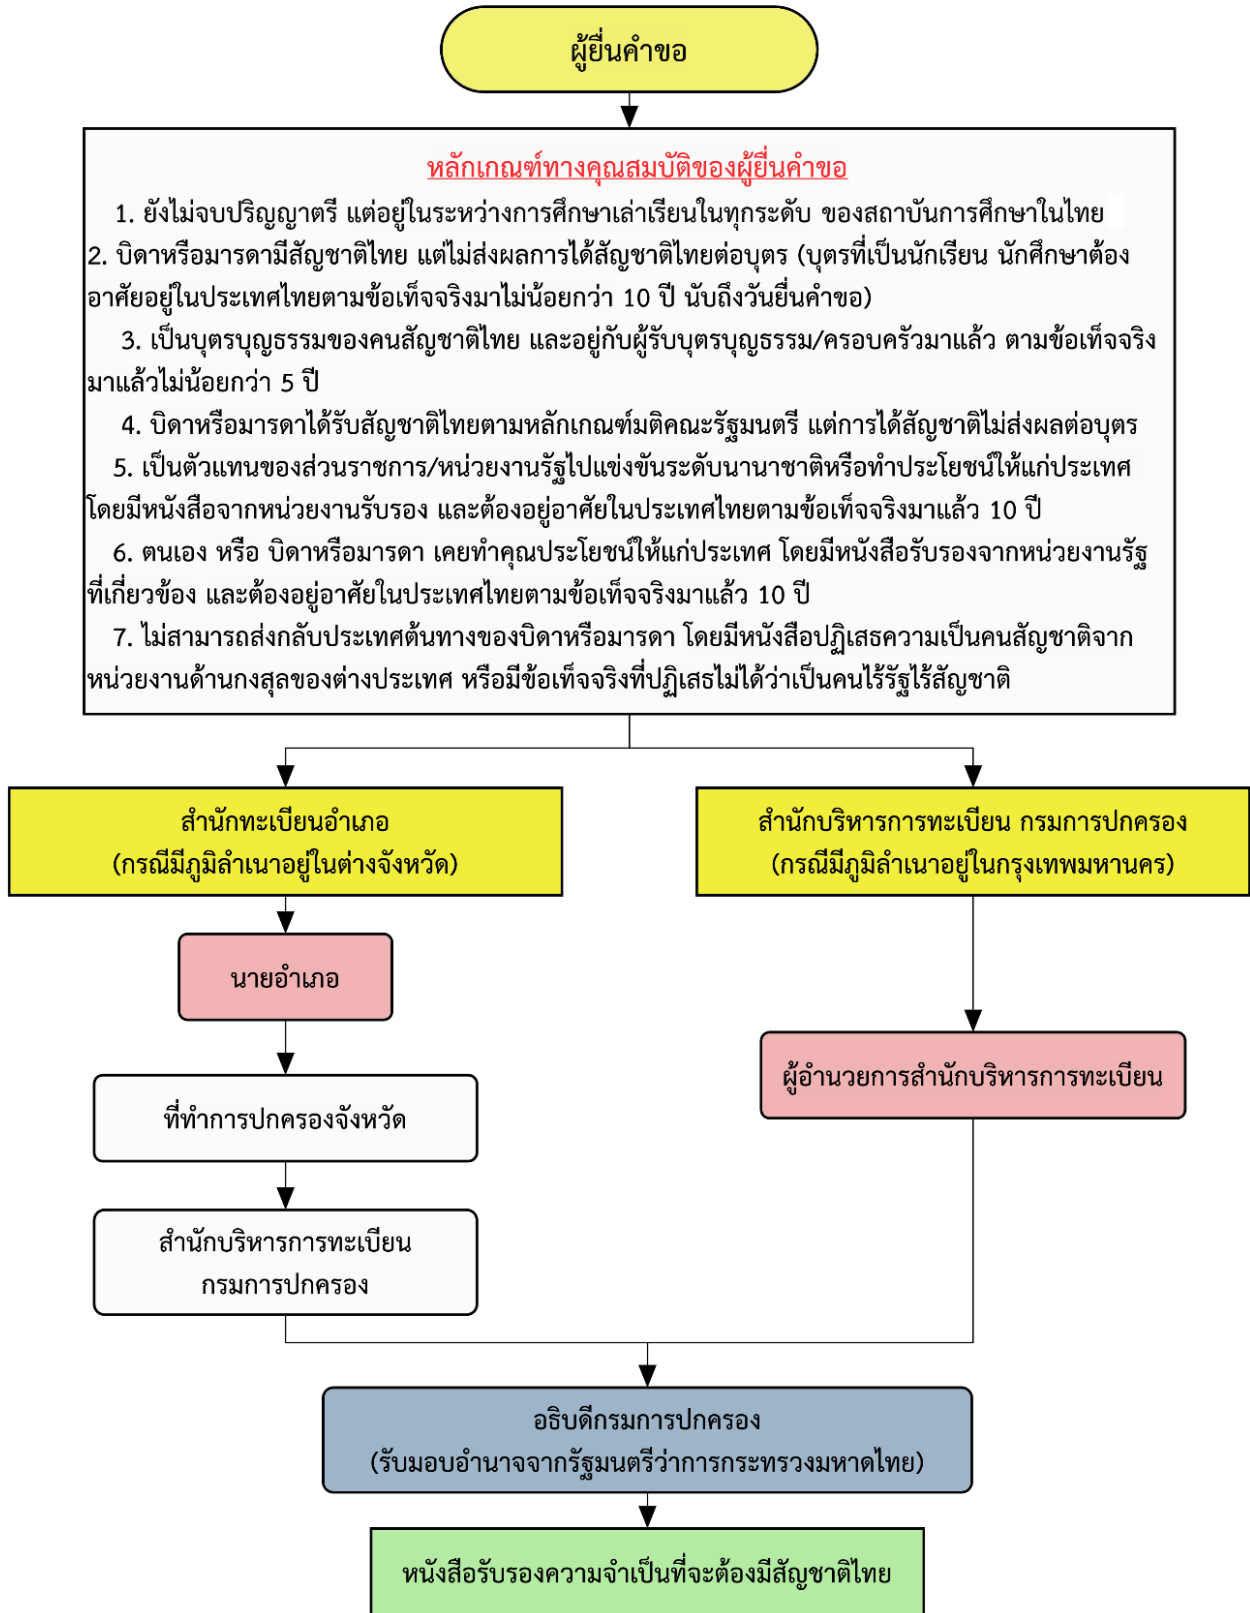 ผู้ยื่นคำขอ
หลักเกณฑ์ทางคุณสมบัติของผู้ยื่นคำขอ
1. ยังไม่จบปริญญาตรี แต่อยู่ในระหว่างการศึกษาเล่าเรียนในทุกระดับ ของสถาบันการศึกษาในไทย
2. บิดาหรือมารดามีสัญชาติไทย แต่ไม่ส่งผลการได้สัญชาติไทยต่อบุตร (บุตรที่เป็นนักเรียน นักศึกษาต้อง
อาศัยอยู่ในประเทศไทยตามข้อเท็จจริงมาไม่น้อยกว่า 10 ปี นับถึงวันยื่นคำขอ)
3. เป็นบุตรบุญธรรมของคนสัญชาติไทย และอยู่กับผู้รับบุตรบุญธรรม/ครอบครัวมาแล้ว ตามข้อเท็จจริง
มาแล้วไม่น้อยกว่า 5 ปี
4. บิดาหรือมารดาได้รับสัญชาติไทยตามหลักเกณฑ์มติคณะรัฐมนตรี แต่การได้สัญชาติไม่ส่งผลต่อบุตร
5. เป็นตัวแทนของส่วนราชการ/หน่วยงานรัฐไปแข่งขันระดับนานาชาติหรือทำประโยชน์ให้แก่ประเทศ
โดยมีหนังสือจากหน่วยงานรับรอง และต้องอยู่อาศัยในประเทศไทยตามข้อเท็จจริงมาแล้ว 10 ปี
6. ตนเอง หรือ บิดาหรือมารดา เคยทำคุณประโยชน์ให้แก่ประเทศ โดยมีหนังสือรับรองจากหน่วยงานรัฐ
ที่เกี่ยวข้อง และต้องอยู่อาศัยในประเทศไทยตามข้อเท็จจริงมาแล้ว 10 ปี
7. ไม่สามารถส่งกลับประเทศต้นทางของบิดาหรือมารดา โดยมีหนังสือปฏิเสธความเป็นคนสัญชาติจาก
หน่วยงานด้านกงสุลของต่างประเทศ หรือมีข้อเท็จจริงที่ปฏิเสธไม่ได้ว่าเป็นคนไร้รัฐไร้สัญชาติ
สำนักทะเบียนอำเภอ
(กรณีมีภูมิลำเนาอยู่ในต่างจังหวัด)
สำนักบริหารการทะเบียน กรมการปกครอง
(กรณีมีภูมิลำเนาอยู่ในกรุงเทพมหานคร)
นายอำเภอ
ผู้อำนวยการสำนักบริหารการทะเบียน
ที่ทำการปกครองจังหวัด
สำนักบริหารการทะเบียน
กรมการปกครอง
อธิบดีกรมการปกครอง
(รับมอบอำนาจจากรัฐมนตรีว่าการกระทรวงมหาดไทย)
หนังสือรับรองความจำเป็นที่จะต้องมีสัญชาติไทย